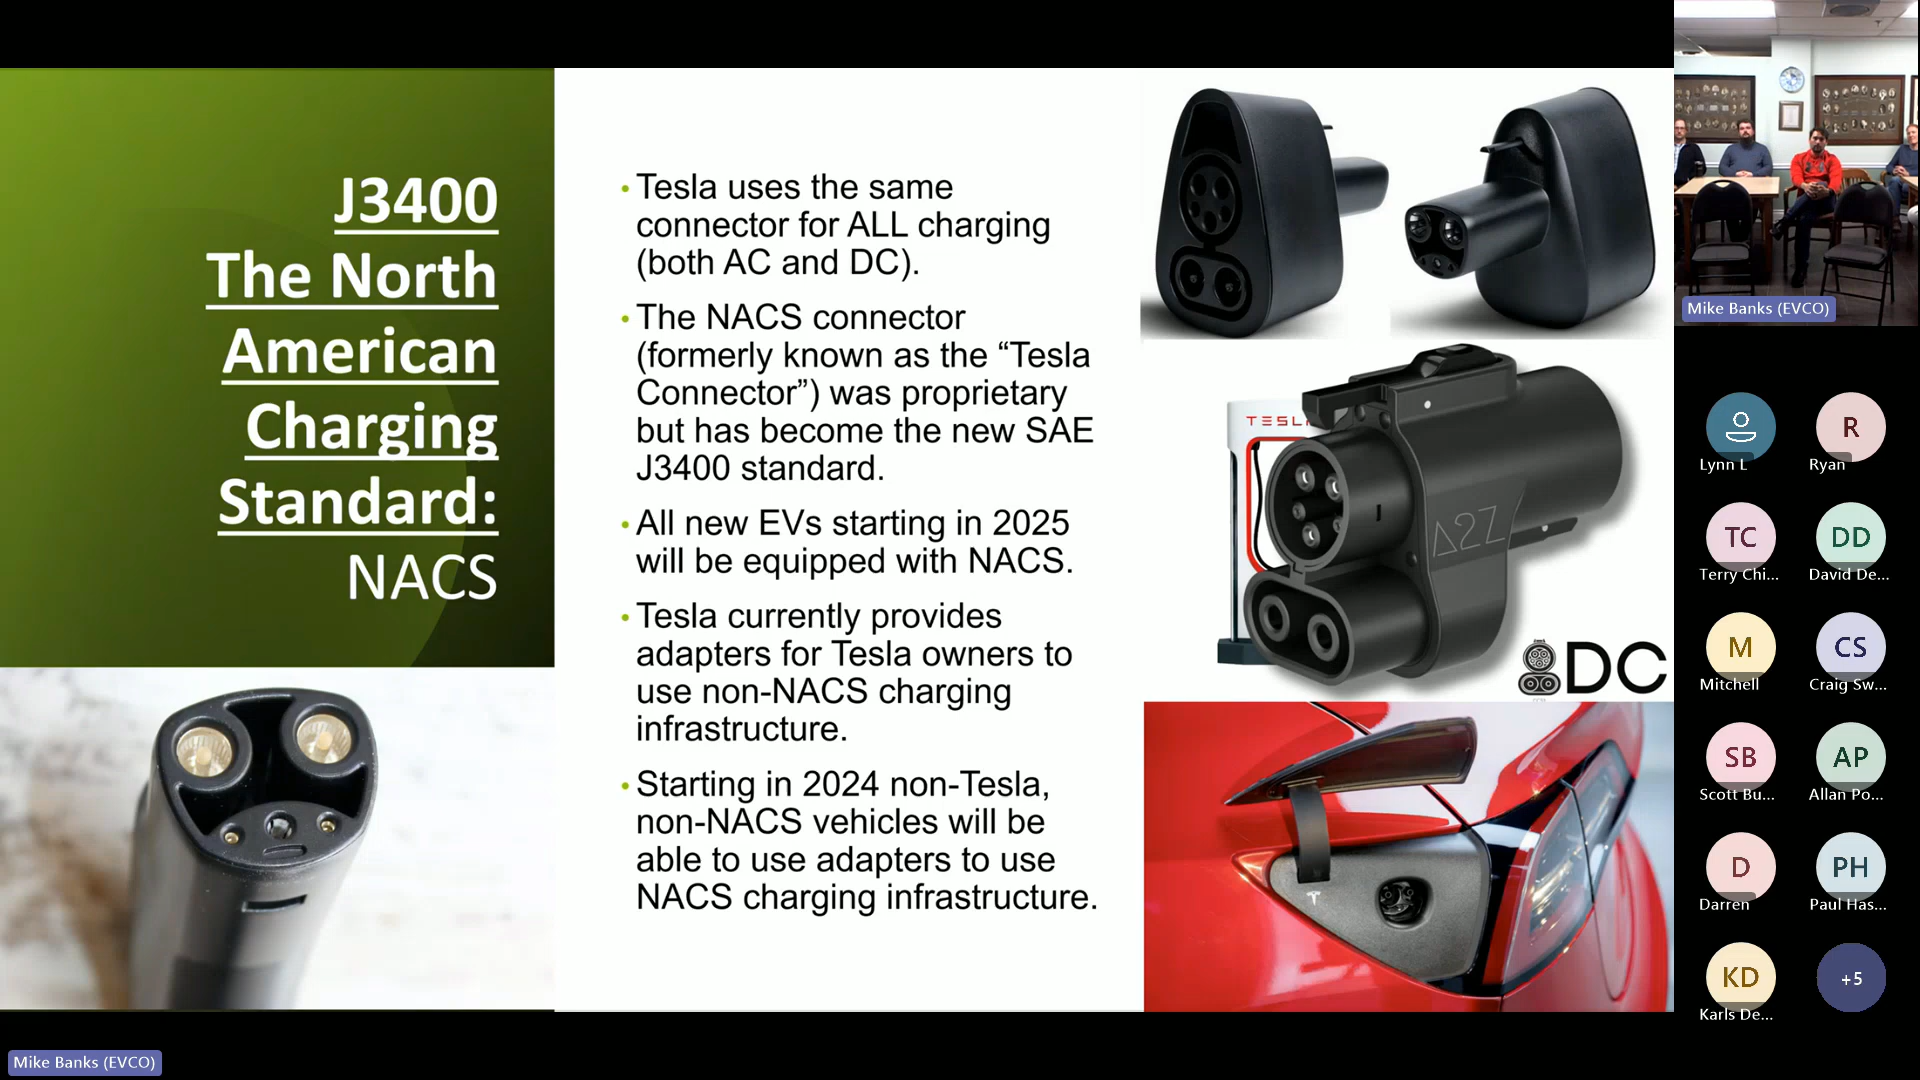 J3400
The North
American
Charging
Standard:
NACS
• Tesla uses the same
connector for ALL charging
(both AC and DC).
• The NACS connector
(formerly known as the “Tesla
Connector”) was proprietary
but has become the new SAE
J3400 standard.
• All new EVs starting in 2025
will be equipped with NACS.
• Tesla currently provides
adapters for Tesla owners to
use non-NACS charging
infrastructure.
• Starting in 2024 non-Tesla,
non-NACS vehicles will be
able to use adapters to use
NACS charging infrastructure.
TESL
A2Z
DC
Mike Banks (EVCO)
Lynn L
R
Ryan
TC
Terry Chi...
DD
David De...
M
Mitchell
CS
Craig Sw...
SB
Scott Bu...
AP
Allan Po...
D
Darren
PH
Paul Has...
KD
Karls De...
+5
Mike Banks (EVCO)